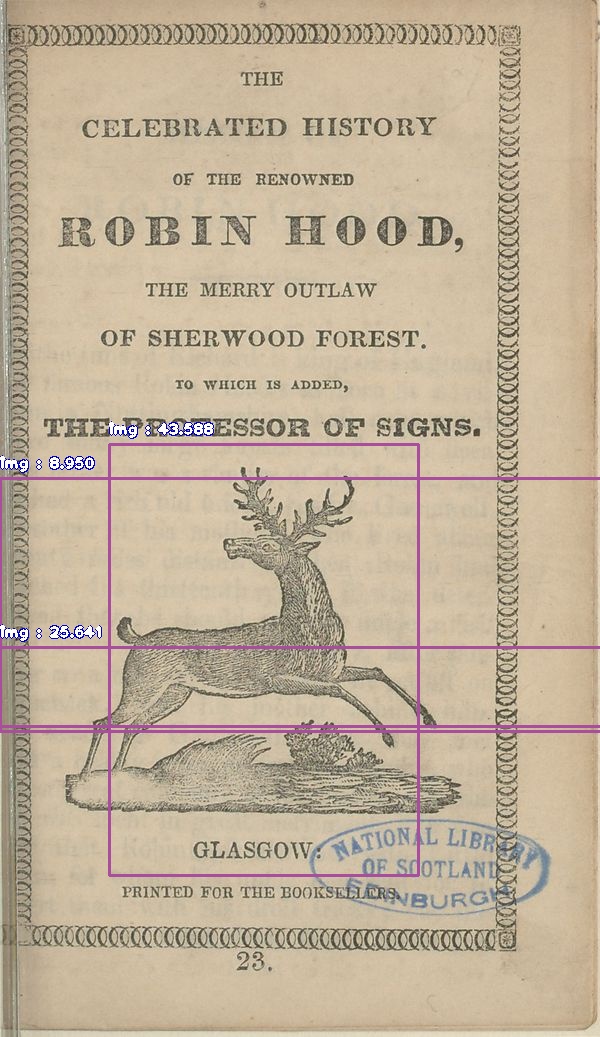 THE
CELEBRATED HISTORY
OF THE RENOWNED
ROBIN HOOD,
THE MERRY OUTLAW
OF SHERWOOD FOREST.
TO WHICH IS ADDED,
THE PROFESSOR OF SIGNS.
img : 43.588
img : 8.950
img : 25.641
GLASGOW:
PRINTED FOR THE BOOKSELLERS.
NATIONAL LIBRARY
OF SCOTLAND
EDINBURGH
23.